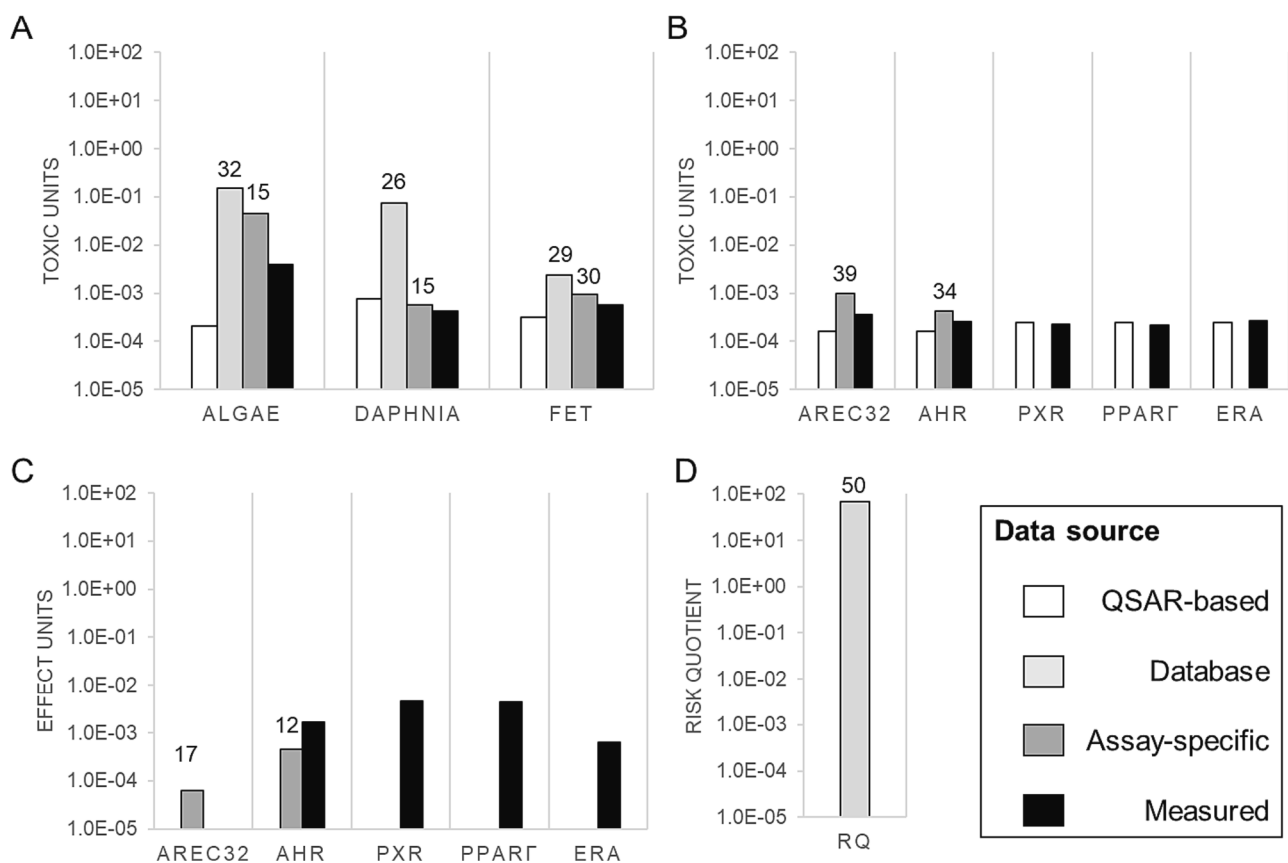 A
TOXIC UNITS
1.0E+02
1.0E+01
1.0E+00
1.0E-01
1.0E-02
1.0E-03
1.0E-04
1.0E-05
32
15
26
15
29
30
ALGAE
DAPHNIA
FET
B
TOXIC UNITS
1.0E+02
1.0E+01
1.0E+00
1.0E-01
1.0E-02
1.0E-03
1.0E-04
1.0E-05
39
34
AREC32
AHR
PXR
PPARΓ
ERA
C
EFFECT UNITS
1.0E+02
1.0E+01
1.0E+00
1.0E-01
1.0E-02
1.0E-03
1.0E-04
1.0E-05
17
12
AREC32
AHR
PXR
PPARΓ
ERA
D
RISK QUOTIENT
1.0E+02
1.0E+01
1.0E+00
1.0E-01
1.0E-02
1.0E-03
1.0E-04
1.0E-05
50
RQ
Data source
QSAR-based
Database
Assay-specific
Measured